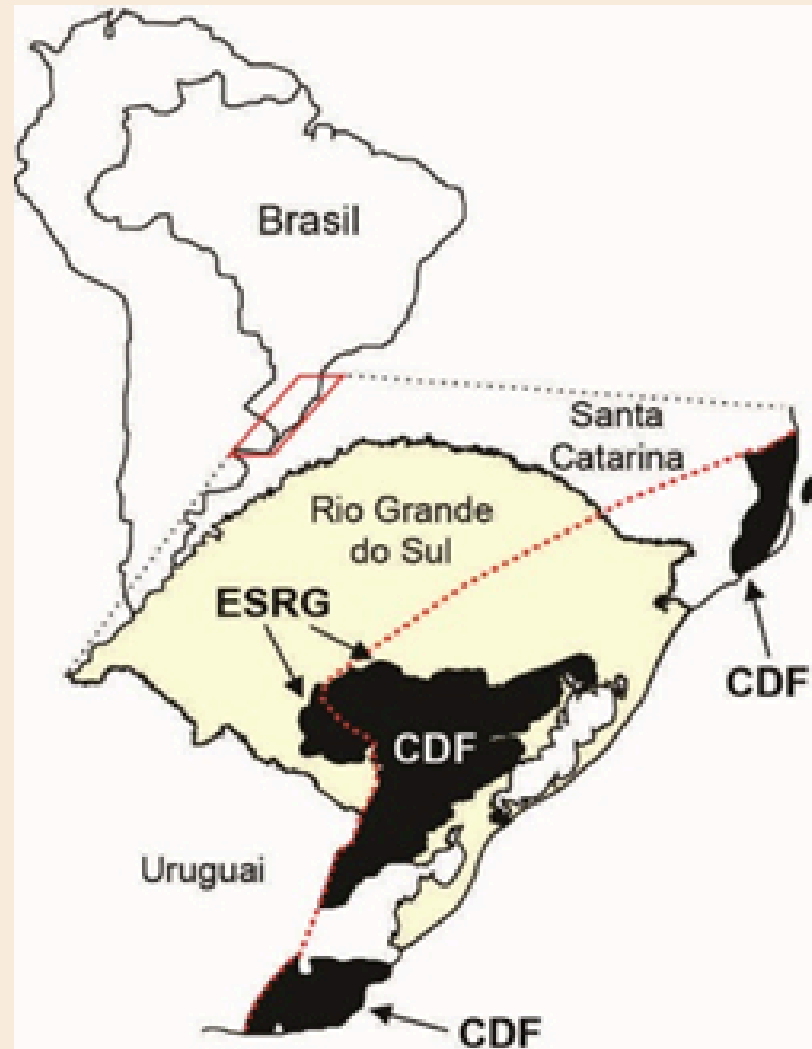 Brasil
Santa
Catarina
Rio Grande
do Sul
ESRG
CDF
CDF
Uruguai
CDF